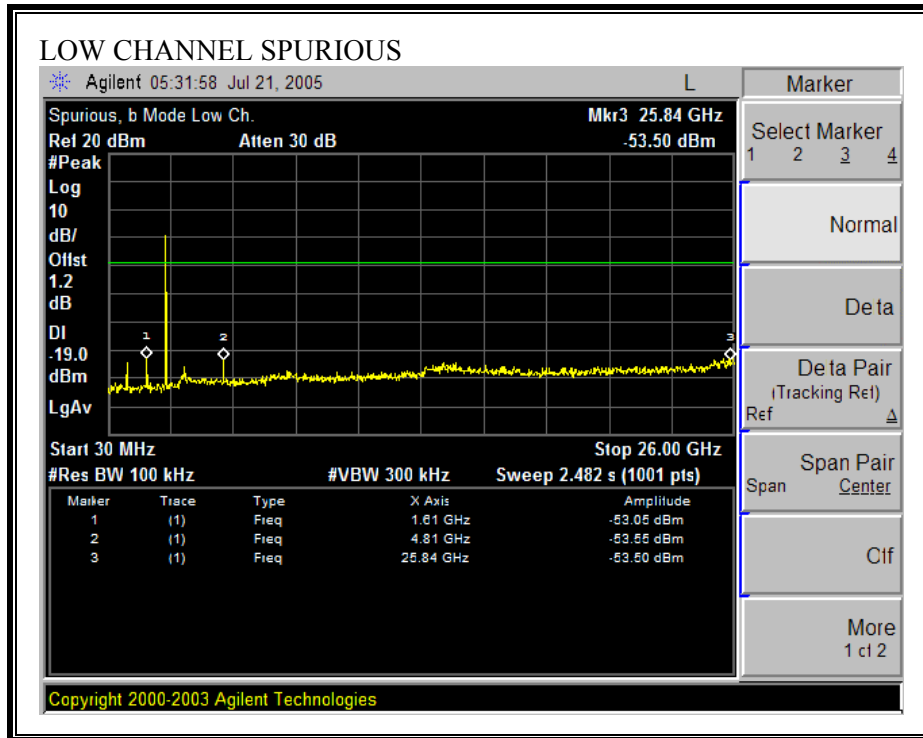 LOW CHANNEL SPURIOUS
Agilent 05:31:58 Jul 21, 2005 L
Spurious, b Mode Low Ch. Mkr3 25.84 GHz
Ref 20 dBm Atten 30 dB -53.50 dBm
#Peak
Log
10
dB/
Offst
1.2
dB
DI
-19.0
dBm
LgAv
1
2
3
Start 30 MHz Stop 26.00 GHz
#Res BW 100 kHz #VBW 300 kHz Sweep 2.482 s (1001 pts)
Marker Trace Type X Axis Amplitude
1 (1) Freq 1.61 GHz -53.05 dBm
2 (1) Freq 4.81 GHz -53.55 dBm
3 (1) Freq 25.84 GHz -53.50 dBm
Marker
Select Marker
1 2 3 4
Normal
Delta
Delta Pair
(Tracking Ref)
Ref Δ
Span Pair
Span Center
Off
More
1 of 2
Copyright 2000-2003 Agilent Technologies